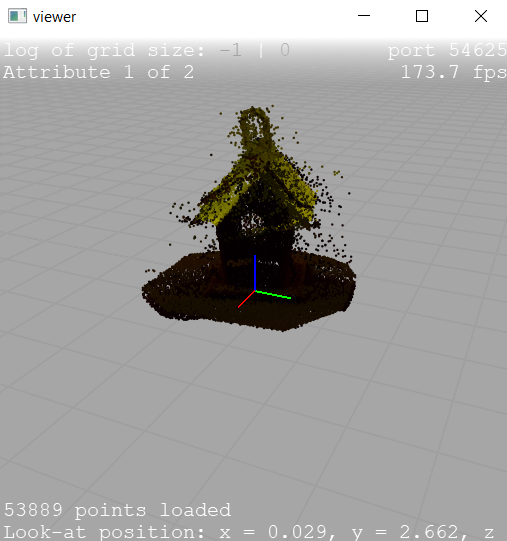 viewer
log of grid size: -1 | 0 port 54625
Attribute 1 of 2 173.7 fps
53889 points loaded
Look-at position: x = 0.029, y = 2.662, z